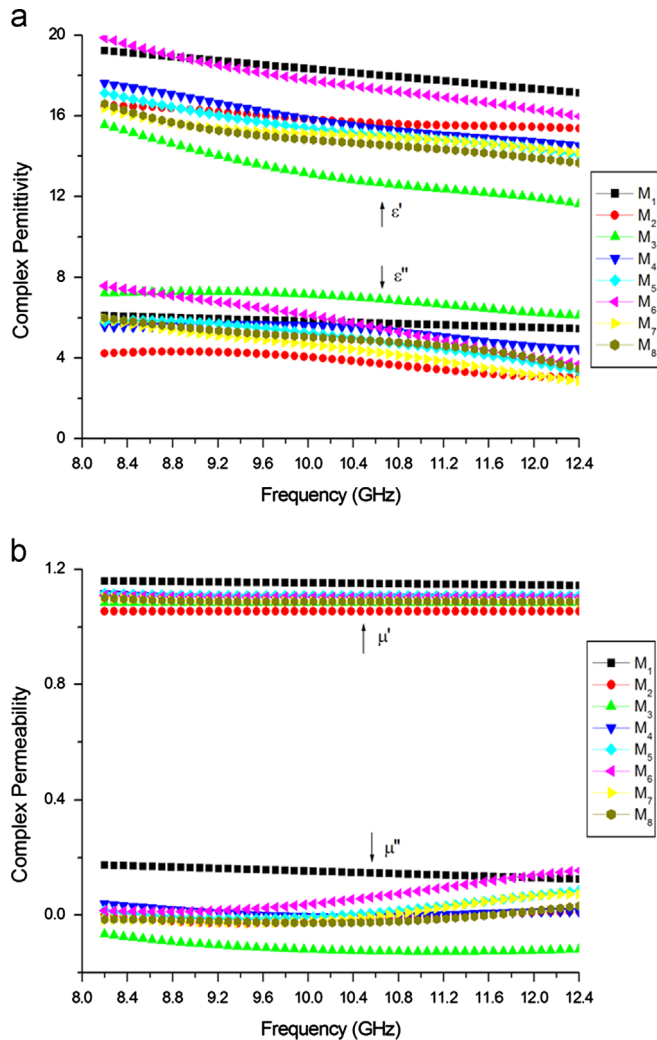 a
20
16
12
8
4
0
Complex Pemittivity
ε'
ε''
M1
M2
M3
M4
M5
M6
M7
M8
8.0 8.4 8.8 9.2 9.6 10.0 10.4 10.8 11.2 11.6 12.0 12.4
Frequency (GHz)
b
1.2
0.8
0.4
0.0
Complex Permeability
μ'
μ''
M1
M2
M3
M4
M5
M6
M7
M8
8.0 8.4 8.8 9.2 9.6 10.0 10.4 10.8 11.2 11.6 12.0 12.4
Frequency (GHz)